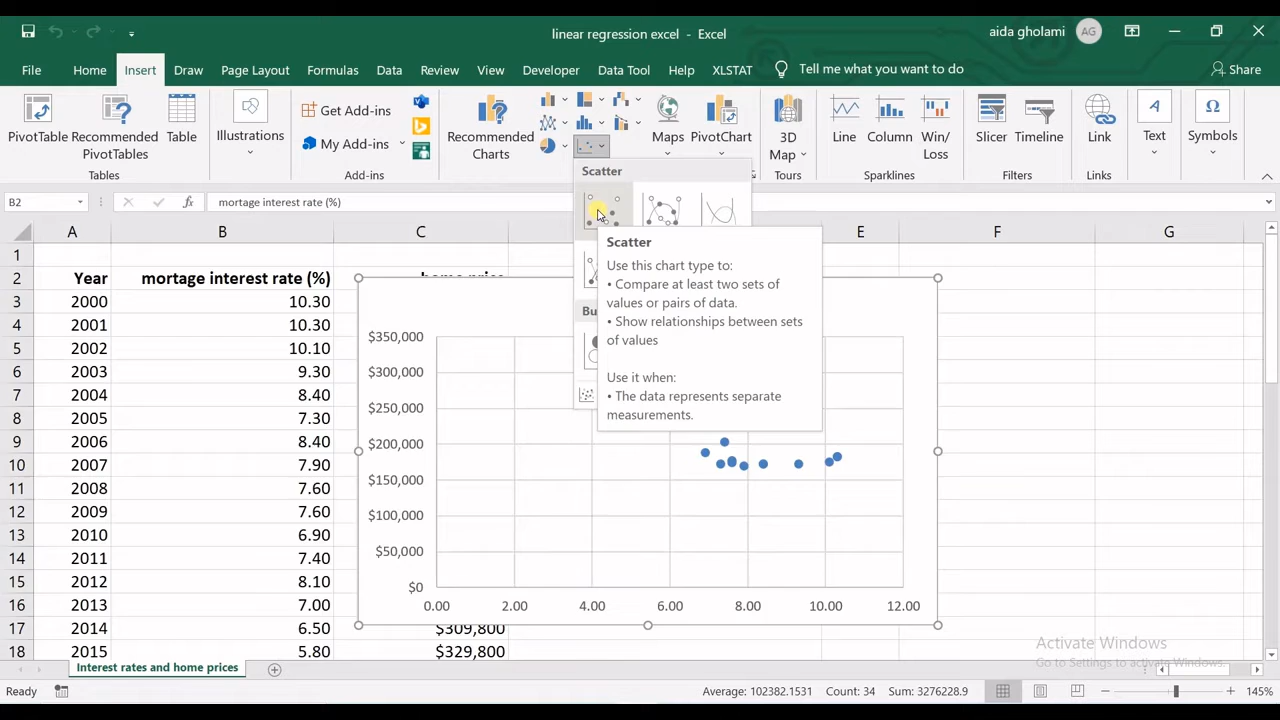 linear regression excel - Excel
aida gholami
AG
File
Home
Insert
Draw
Page Layout
Formulas
Data
Review
View
Developer
Data Tool
Help
XLSTAT
Tell me what you want to do
Share
PivotTable
Recommended
PivotTables
Table
Tables
Illustrations
Get Add-ins
My Add-ins
Add-ins
Recommended
Charts
Maps
PivotChart
3D
Map
Tours
Line
Column
Win/
Loss
Sparklines
Slicer
Timeline
Filters
Link
Links
Text
Symbols
Scatter
Scatter
Use this chart type to:
• Compare at least two sets of
values or pairs of data.
• Show relationships between sets
of values
Use it when:
• The data represents separate
measurements.
Bu
B2
fx
mortage interest rate (%)
A B C E F G
1
2 Year mortage interest rate (%) home price
3 2000 10.30
4 2001 10.30
5 2002 10.10
6 2003 9.30
7 2004 8.40
8 2005 7.30
9 2006 8.40
10 2007 7.90
11 2008 7.60
12 2009 7.60
13 2010 6.90
14 2011 7.40
15 2012 8.10
16 2013 7.00
17 2014 6.50 $309,800
18 2015 5.80 $329,800
$350,000
$300,000
$250,000
$200,000
$150,000
$100,000
$50,000
$0
0.00 2.00 4.00 6.00 8.00 10.00 12.00
Activate Windows
Go to Settings to activate Windows.
Interest rates and home prices
Ready
Average: 102382.1531 Count: 34 Sum: 3276228.9
145%